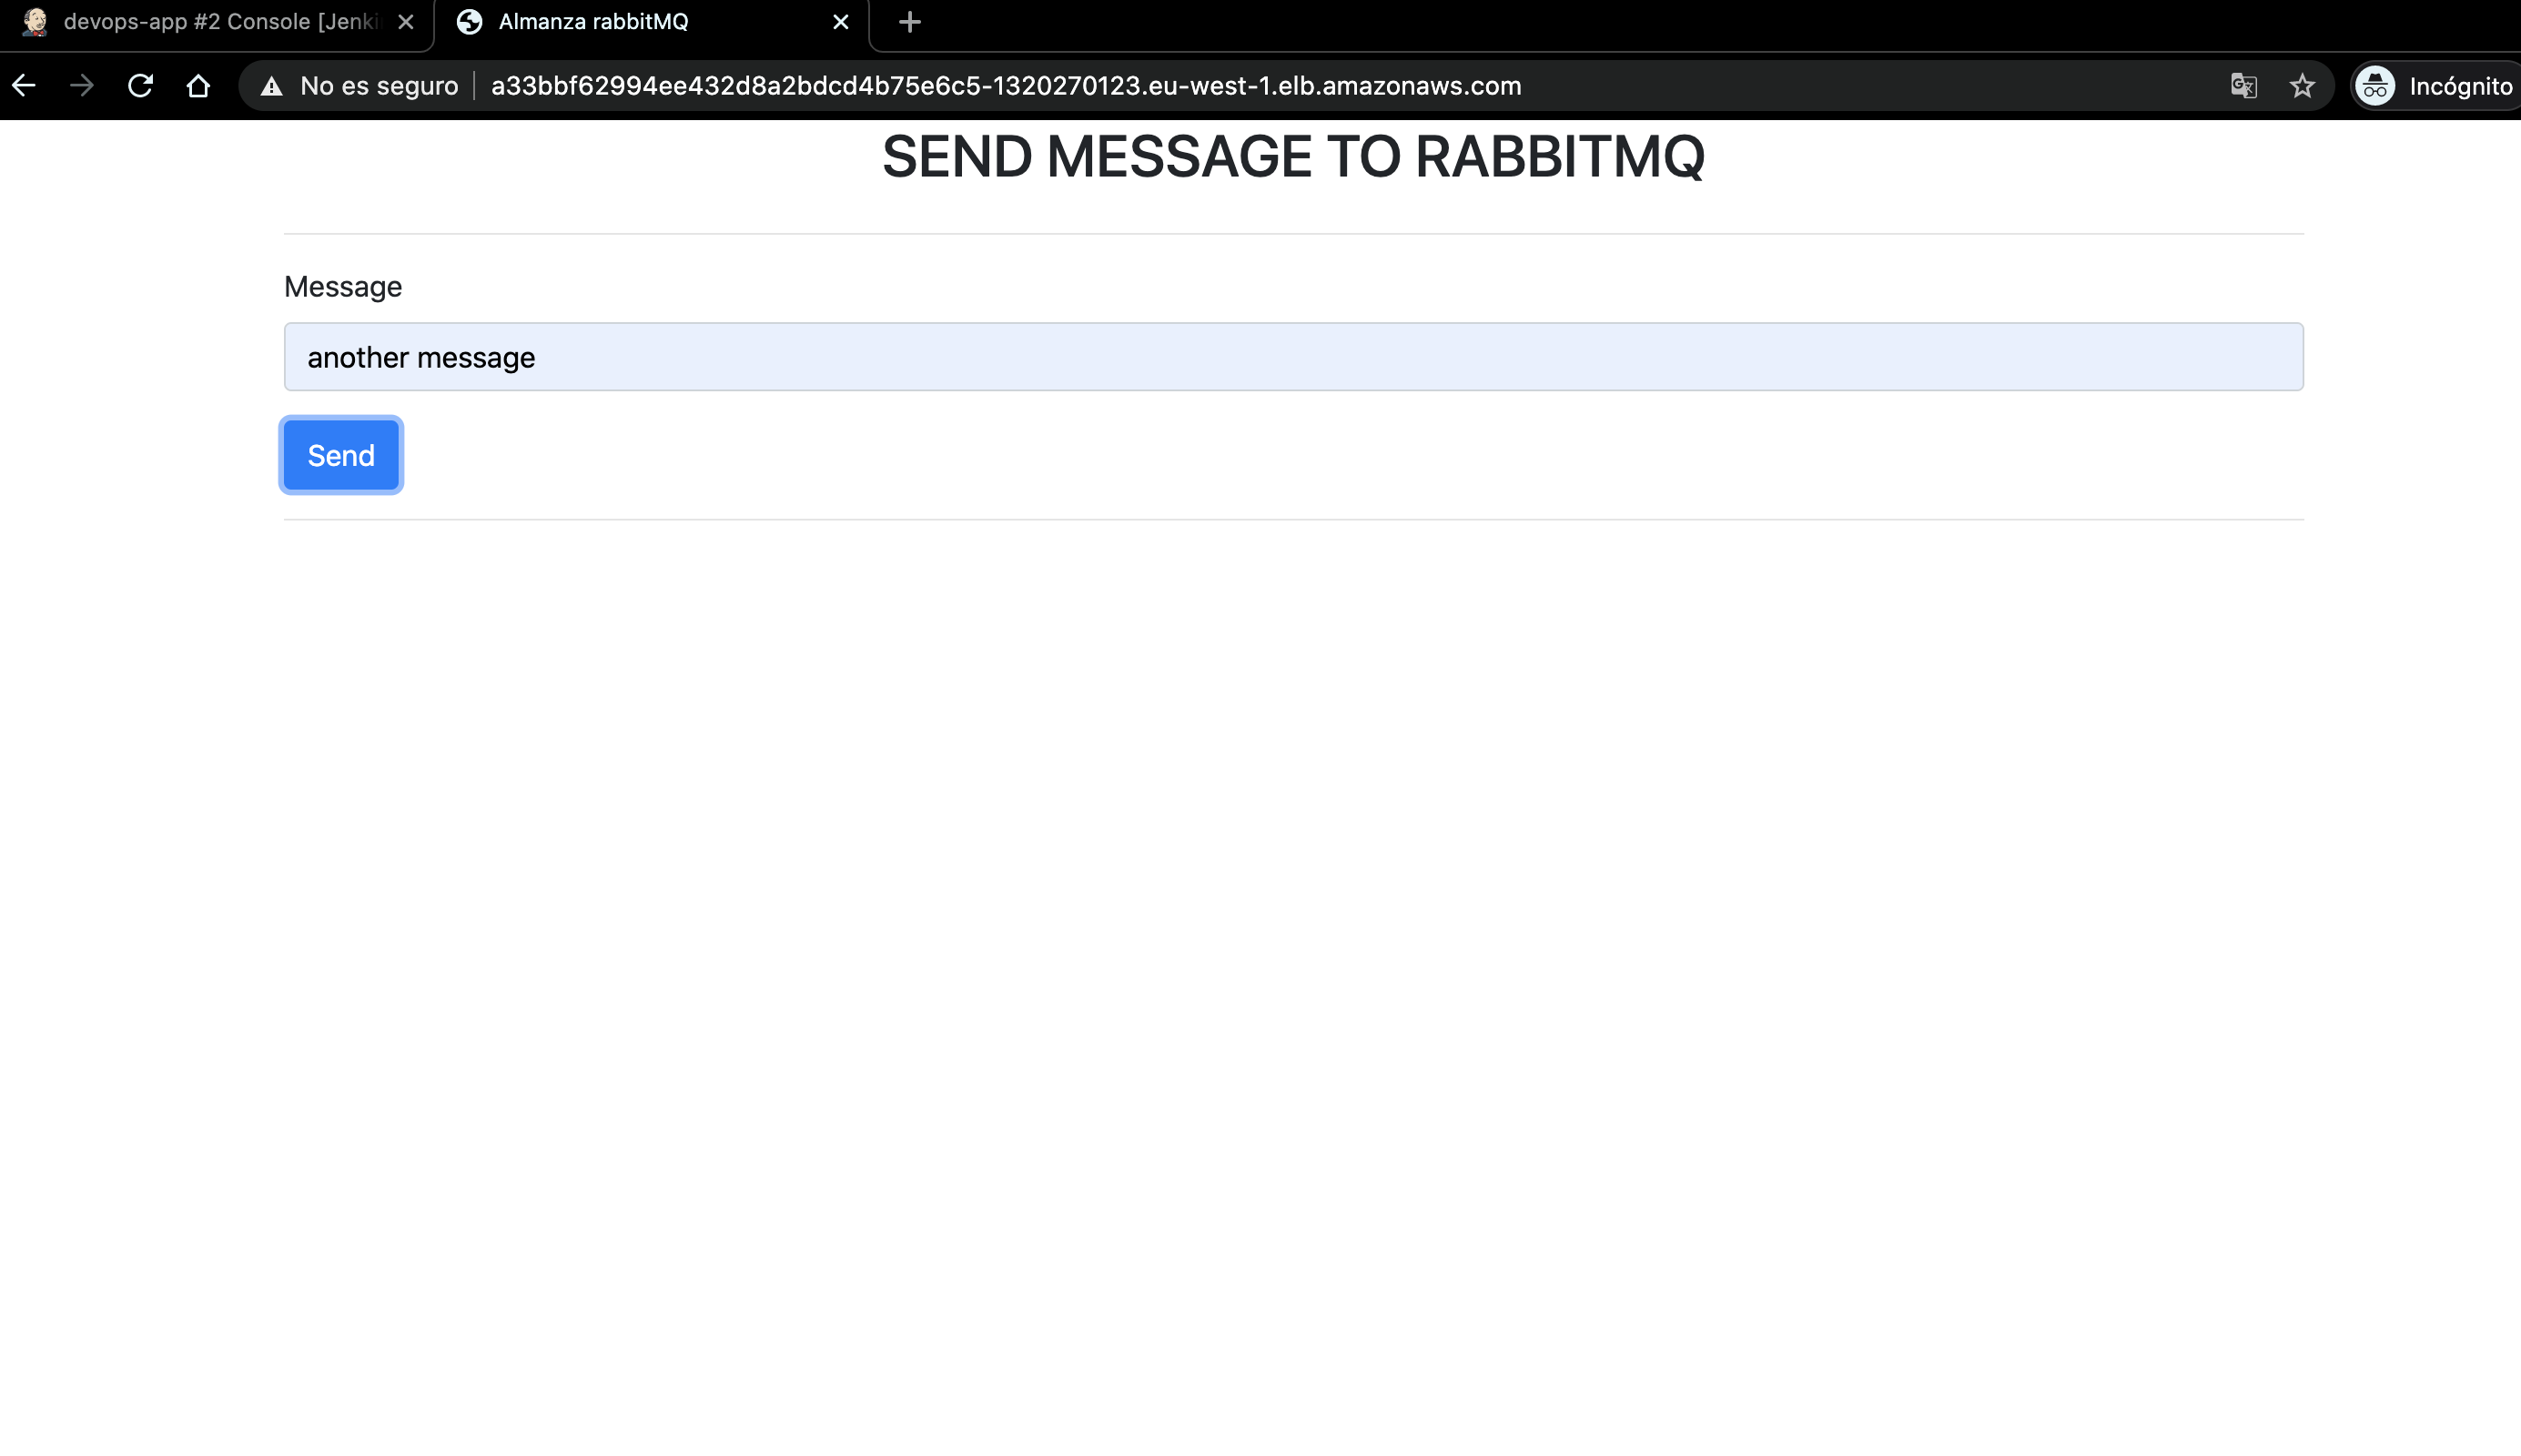 devops-app #2 Console [Jenki
Almanza rabbitMQ
No es seguro
a33bbf62994ee432d8a2bdcd4b75e6c5-1320270123.eu-west-1.elb.amazonaws.com
Incógnito
SEND MESSAGE TO RABBITMQ
Message
another message
Send